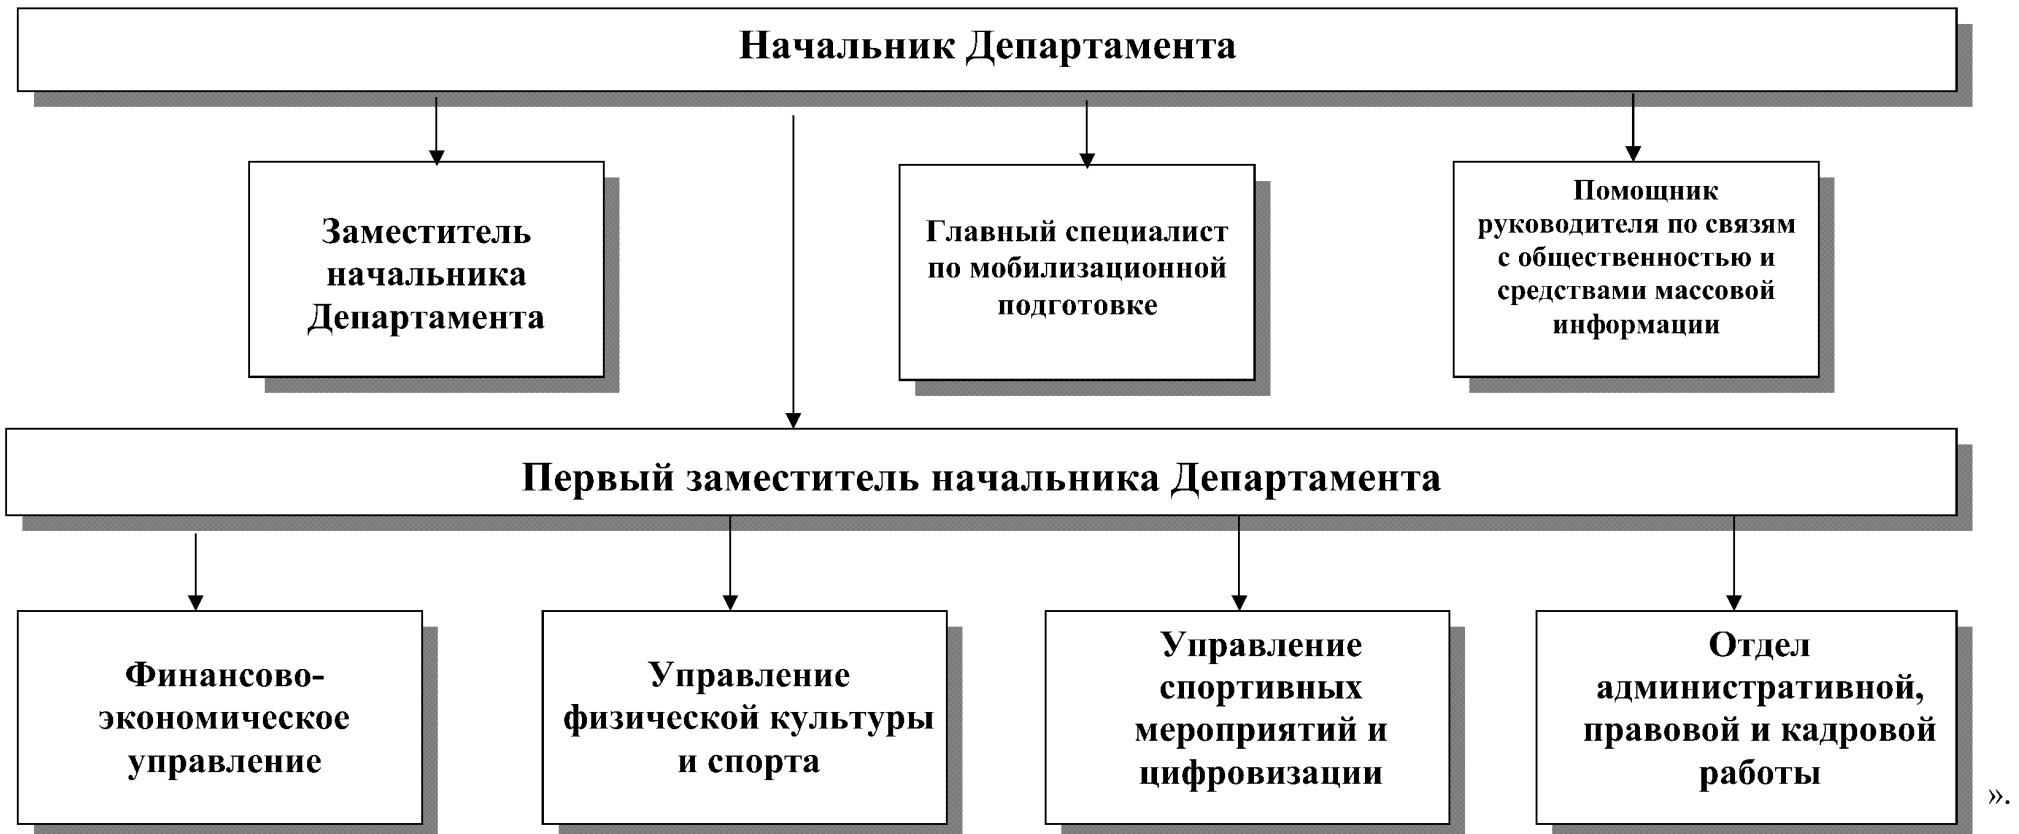 Начальник Департамента
Заместитель
начальника
Департамента
Главный специалист
по мобилизационной
подготовке
Помощник
руководителя по связям
с общественностью и
средствами массовой
информации
Первый заместитель начальника Департамента
Финансово-
экономическое
управление
Управление
физической культуры
и спорта
Управление
спортивных
мероприятий и
цифровизации
Отдел
административной,
правовой и кадровой
работы
».